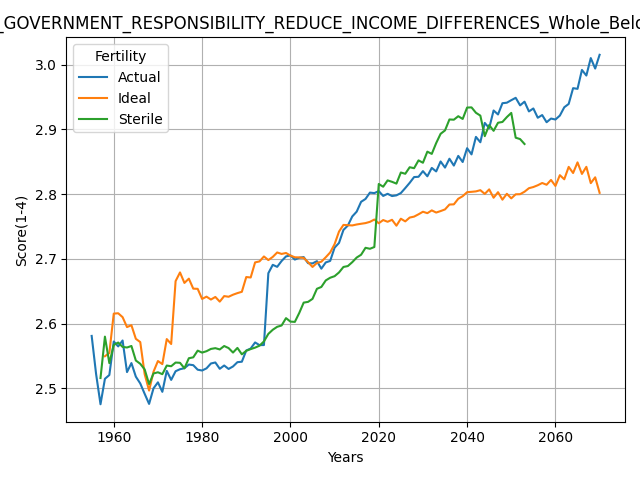 _GOVERNMENT_RESPONSIBILITY_REDUCE_INCOME_DIFFERENCES_Whole_Belo
Fertility
Actual
Ideal
Sterile
Score(1-4)
3.0
2.9
2.8
2.7
2.6
2.5
1960 1980 2000 2020 2040 2060
Years